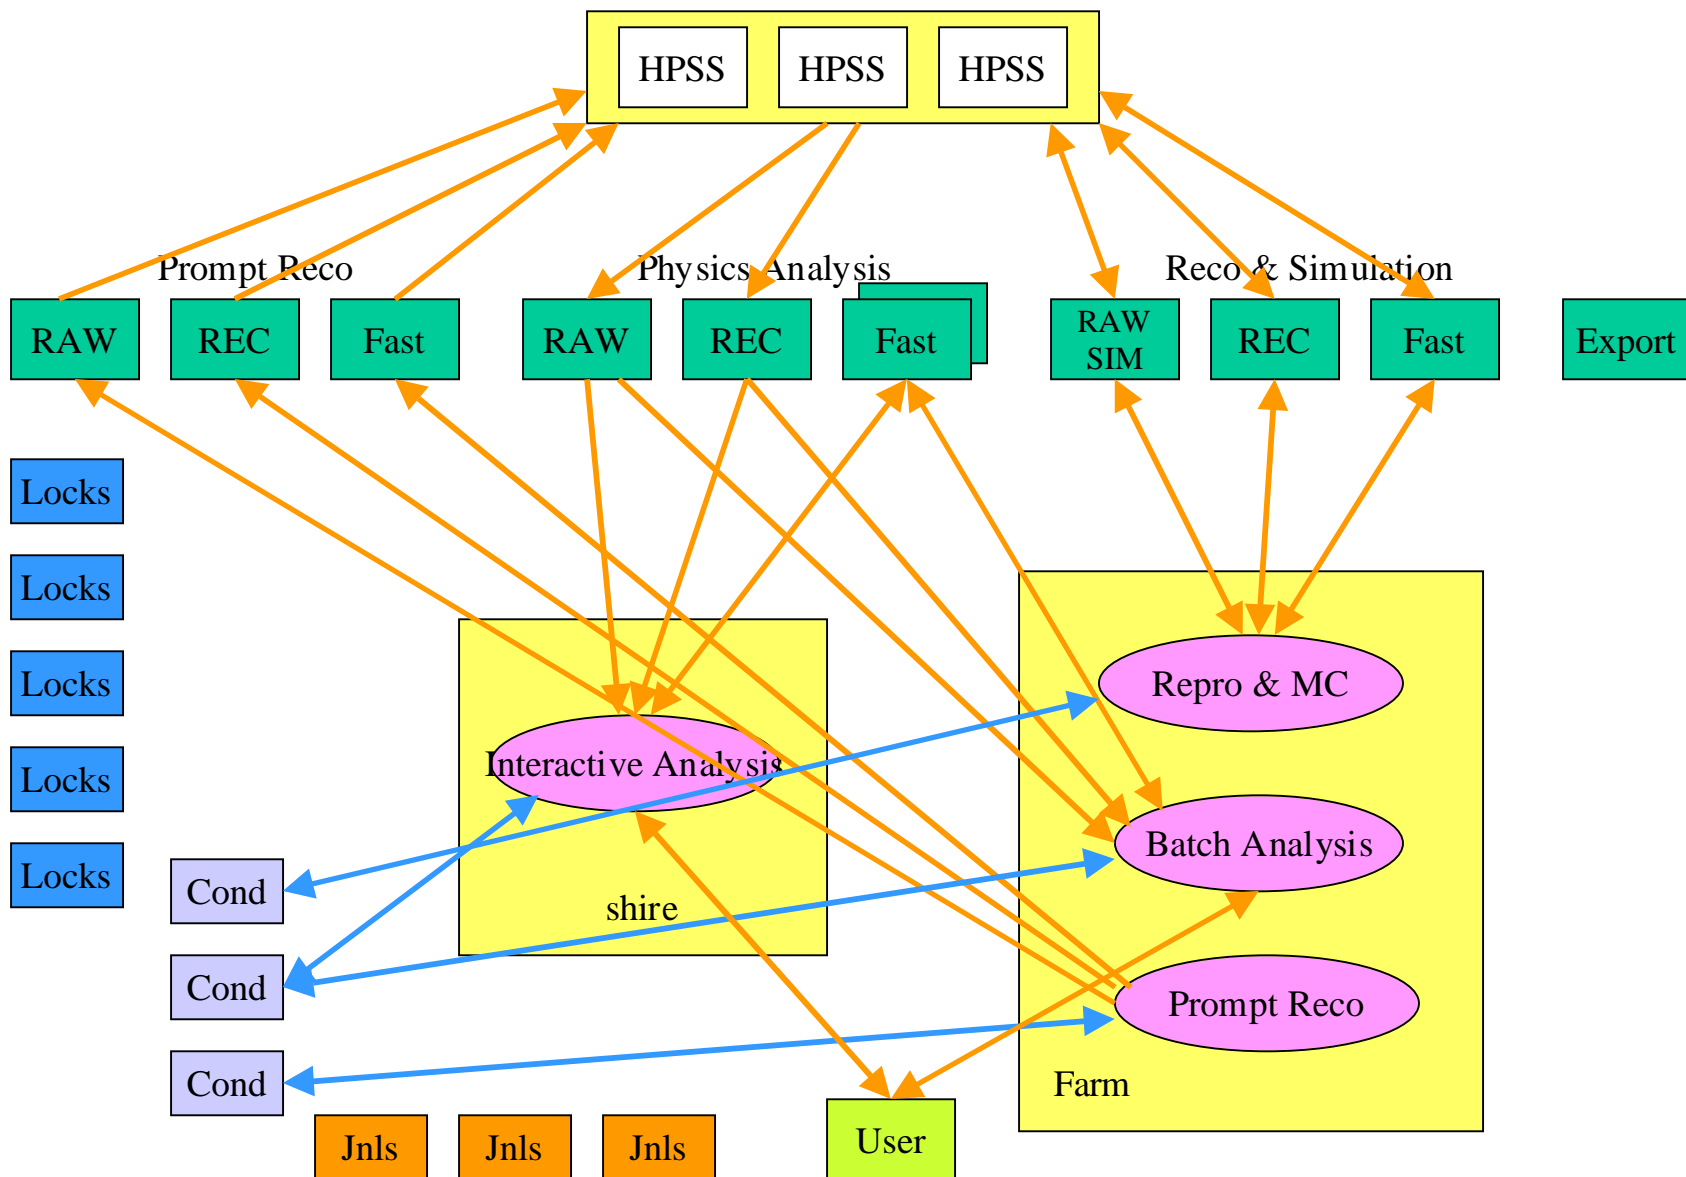 HPSS
HPSS
HPSS
Prompt Reco
Physics Analysis
Reco & Simulation
RAW
REC
Fast
RAW
REC
Fast
RAW
SIM
REC
Fast
Export
Locks
Locks
Locks
Locks
Locks
Repro & MC
Interactive Analysis
Batch Analysis
Cond
shire
Cond
Prompt Reco
Cond
Farm
Jnls
Jnls
Jnls
User